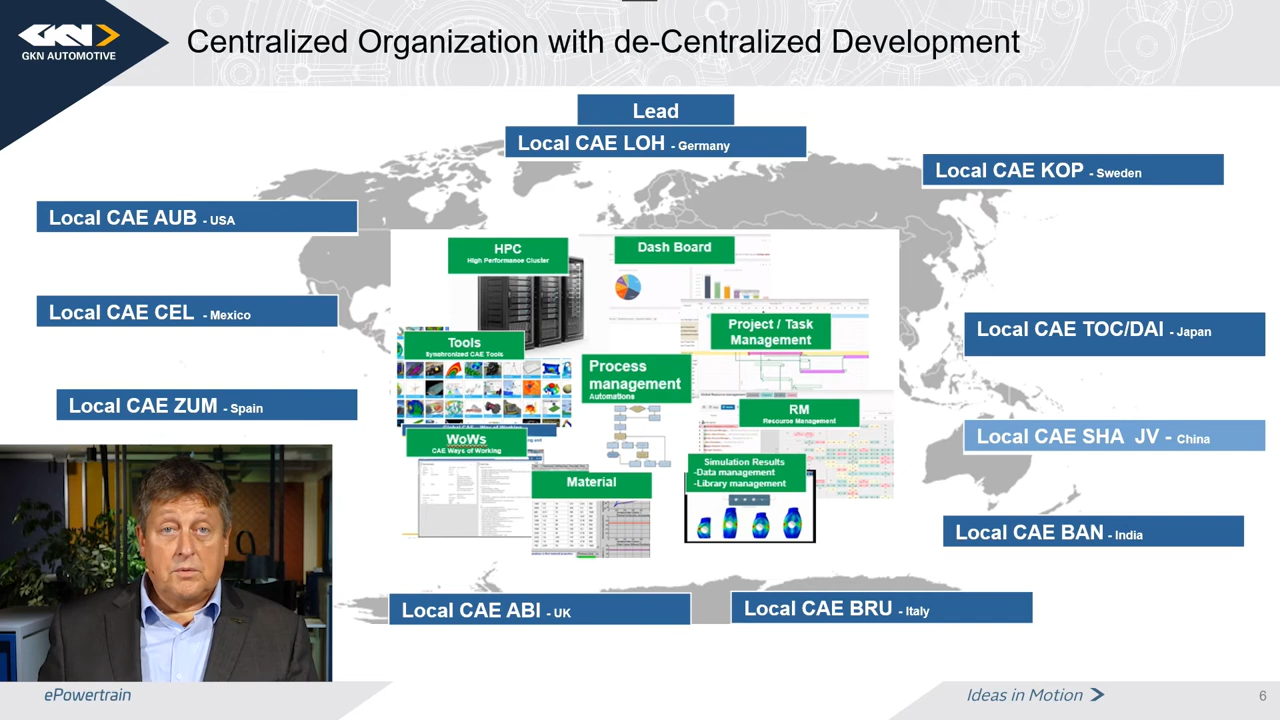 GKN
GKN AUTOMOTIVE
Centralized Organization with de-Centralized Development
Lead
Local CAE LOH - Germany
Local CAE KOP - Sweden
Local CAE AUB - USA
HPC
High Performance Cluster
Dash Board
Local CAE CEL - Mexico
Project / Task
Management
Local CAE TOC/DAI - Japan
Tools
Synchronized CAE Tools
Process
management
Automations
Local CAE ZUM - Spain
RM
Resource Management
WoWs
CAE Ways of Working
Local CAE SHA - China
Simulation Results
-Data management
-Library management
Material
Local CAE BAN - India
Local CAE ABI - UK
Local CAE BRU - Italy
ePowertrain
Ideas in Motion
6